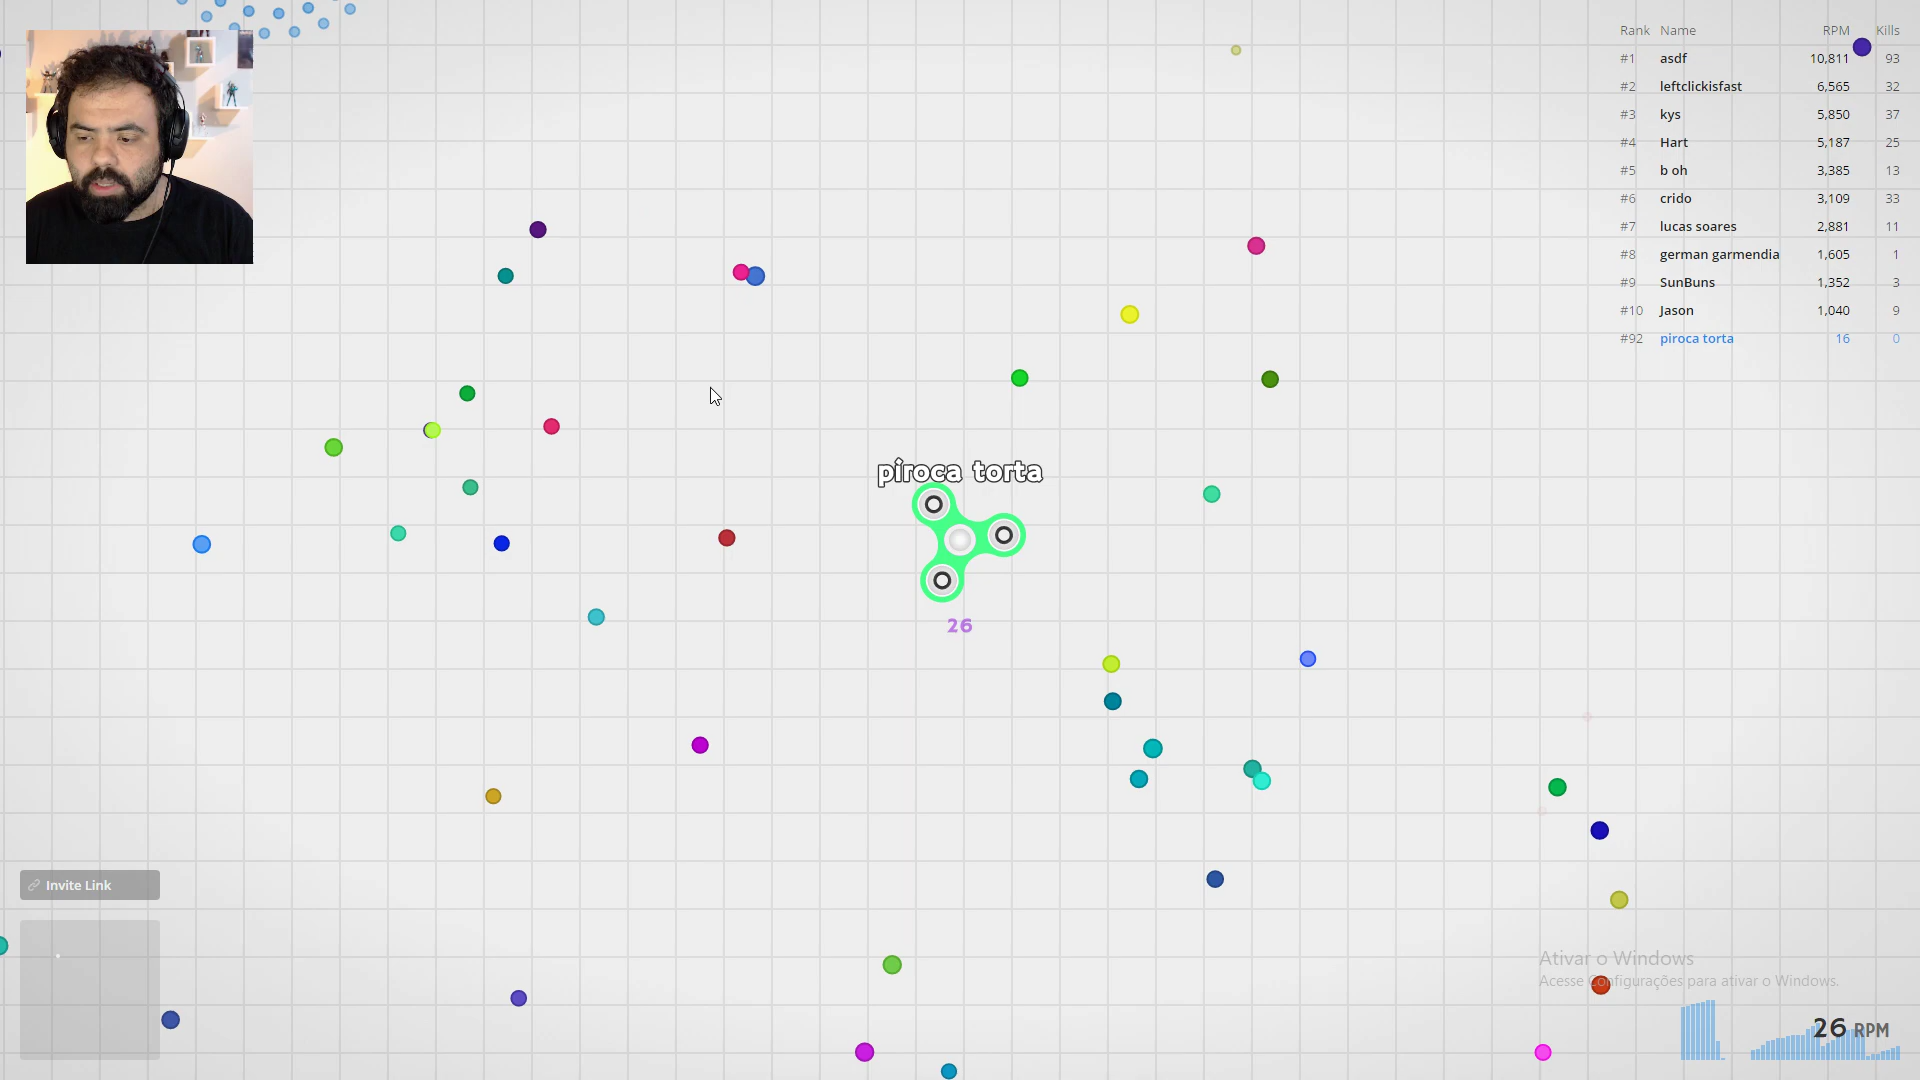 Rank Name RPM Kills
#1 asdf 10,811 93
#2 leftclickisfast 6,565 32
#3 kys 5,850 37
#4 Hart 5,187 25
#5 b oh 3,385 13
#6 crido 3,109 33
#7 lucas soares 2,881 11
#8 german garmendia 1,605 1
#9 SunBuns 1,352 3
#10 Jason 1,040 9
#92 piroca torta 16 0
piroca torta
26
Invite Link
Ativar o Windows
Acesse Configurações para ativar o Windows.
26 RPM